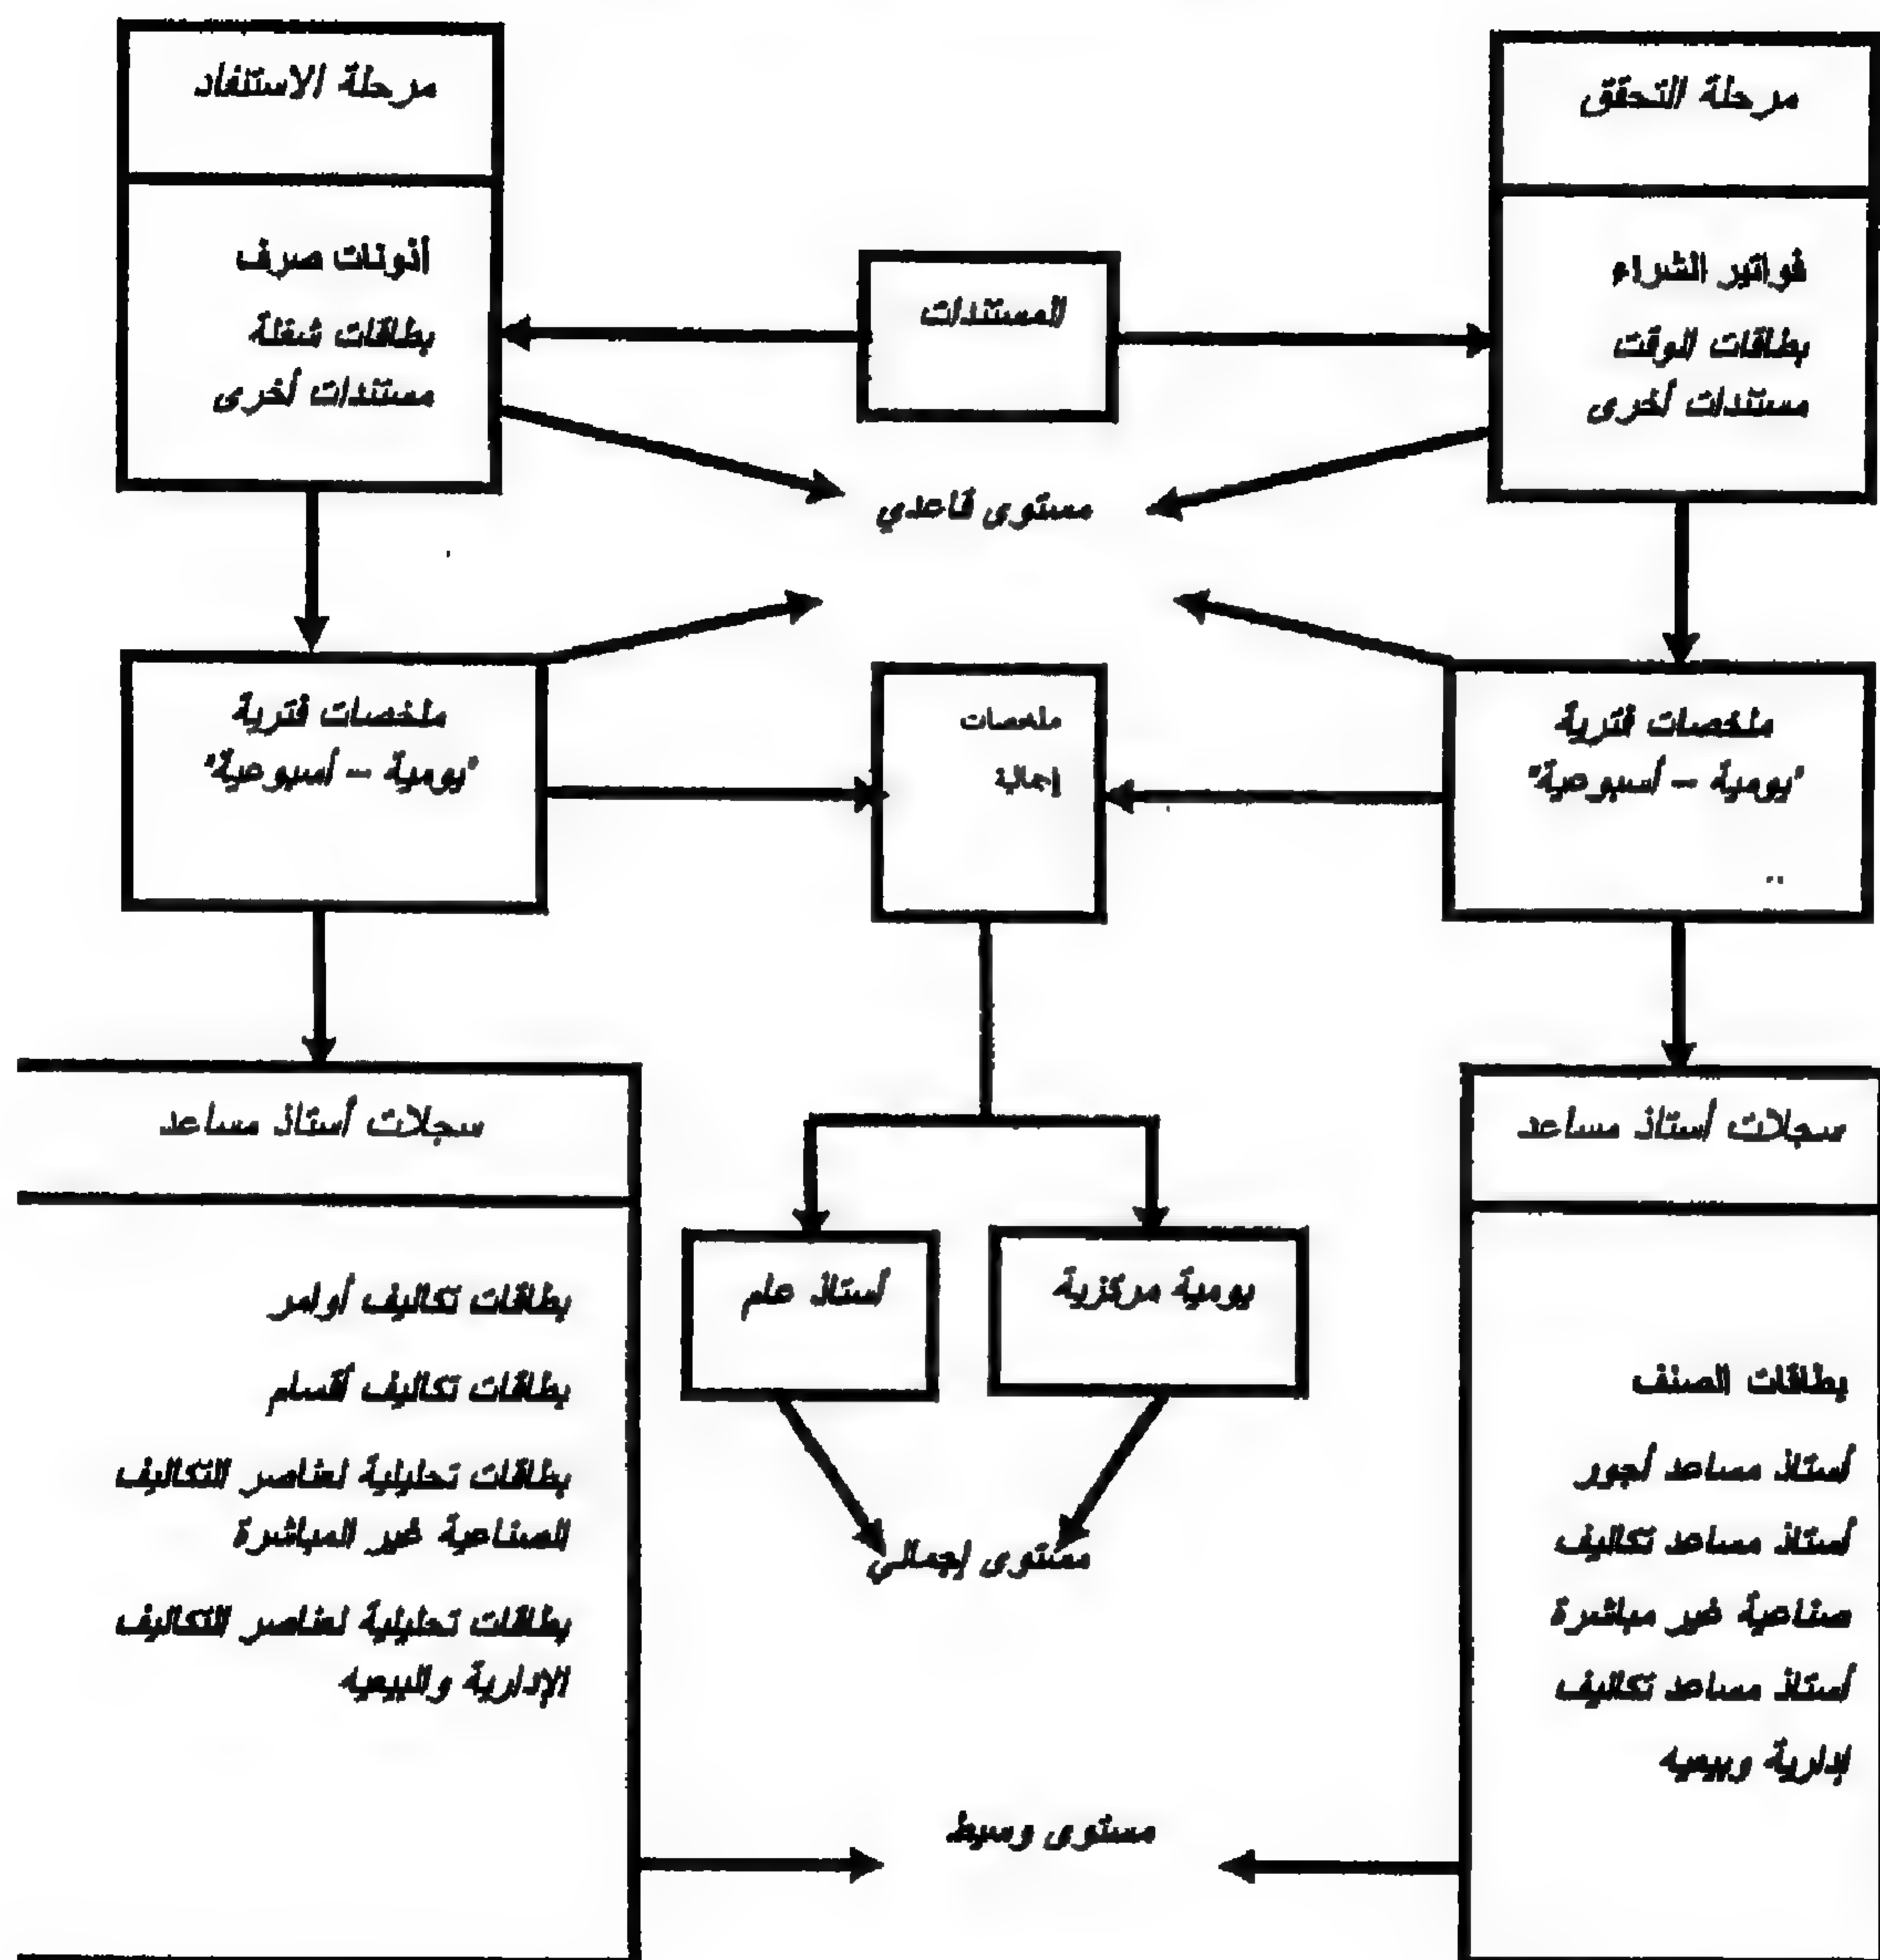 مرحلة التحقق
مرحلة الاستنفاد
فواتير الشراء
بطاقات الوقت
مستندات أخرى
المستندات
أذونات صرف
بطاقات شغلة
مستندات أخرى
مستوى قاعدي
ملخصات فترية
"يومية – أسبوعية"
ملخصات
إجمالية
ملخصات فترية
"يومية – أسبوعية"
سجلات أستاذ مساعد
سجلات أستاذ مساعد
يومية مركزية
أستاذ عام
بطاقات الصنف
أستاذ مساعد أجور
أستاذ مساعد تكاليف
صناعية غير مباشرة
أستاذ مساعد تكاليف
إدارية وبيعيه
بطاقات تكاليف أوامر
بطاقات تكاليف أقسام
بطاقات تحليلية لعناصر التكاليف
الصناعية غير المباشرة
بطاقات تحليلية لعناصر التكاليف
الإدارية والبيعيه
مستوى إجمالي
مستوى وسيط